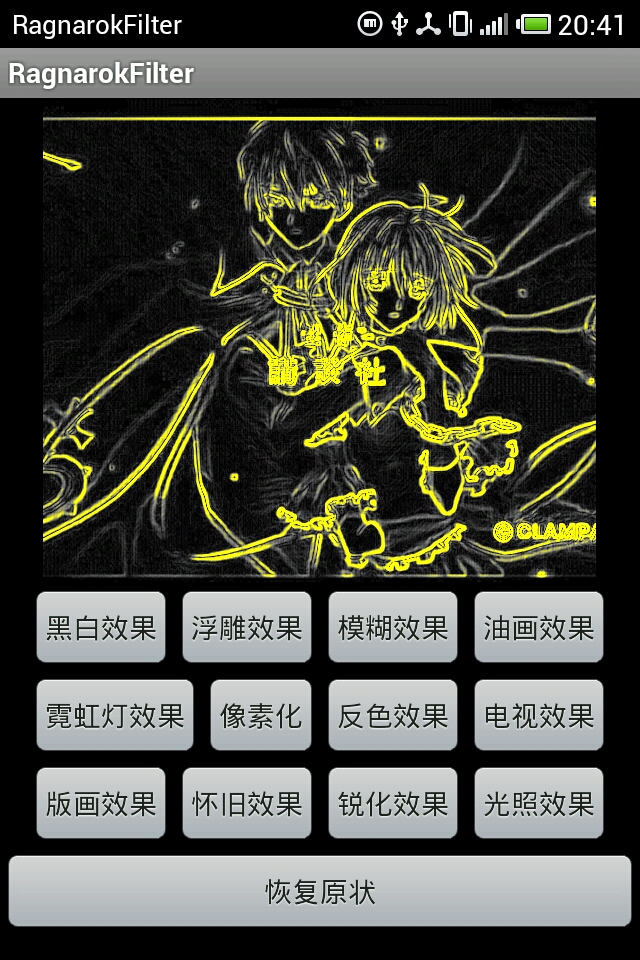 RagnarokFilter 20:41
RagnarokFilter
講談社
CLAMP
黑白效果 浮雕效果 模糊效果 油画效果
霓虹灯效果 像素化 反色效果 电视效果
版画效果 怀旧效果 锐化效果 光照效果
恢复原状